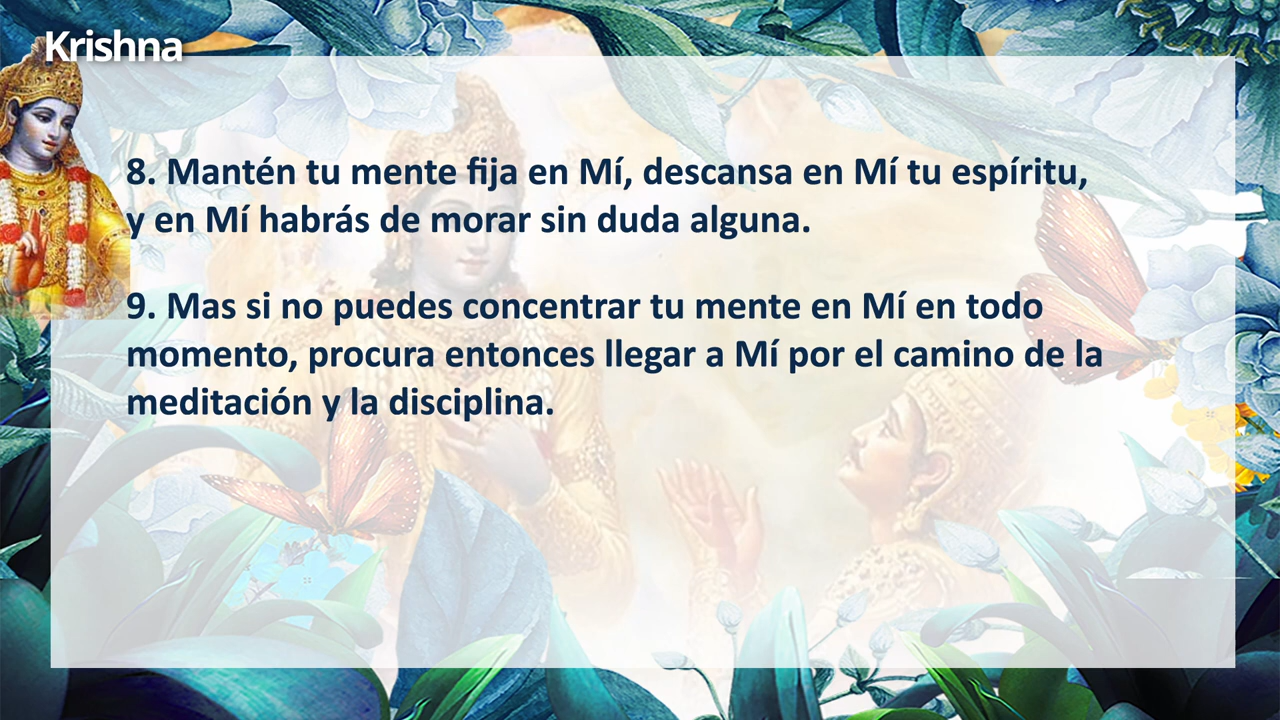 Krishna
8. Mantén tu mente fija en Mí, descansa en Mí tu espíritu,
y en Mí habrás de morar sin duda alguna.
9. Mas si no puedes concentrar tu mente en Mí en todo
momento, procura entonces llegar a Mí por el camino de la
meditación y la disciplina.